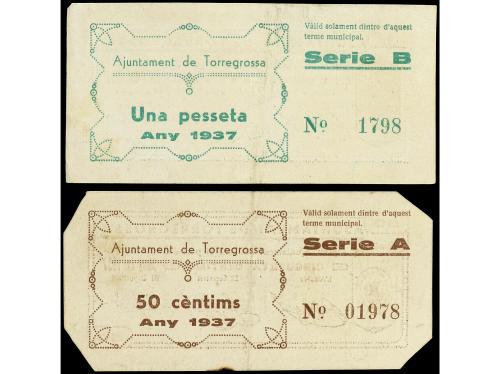 Ajuntament de Torregrossa
Una pesseta
Any 1937
Vàlid solament dintre d'aquest
terme municipal.
Serie B
Nº 1798
Ajuntament de Torregrossa
50 cèntims
Any 1937
Vàlid solament dintre d'aquest
terme municipal.
Serie A
Nº 01978